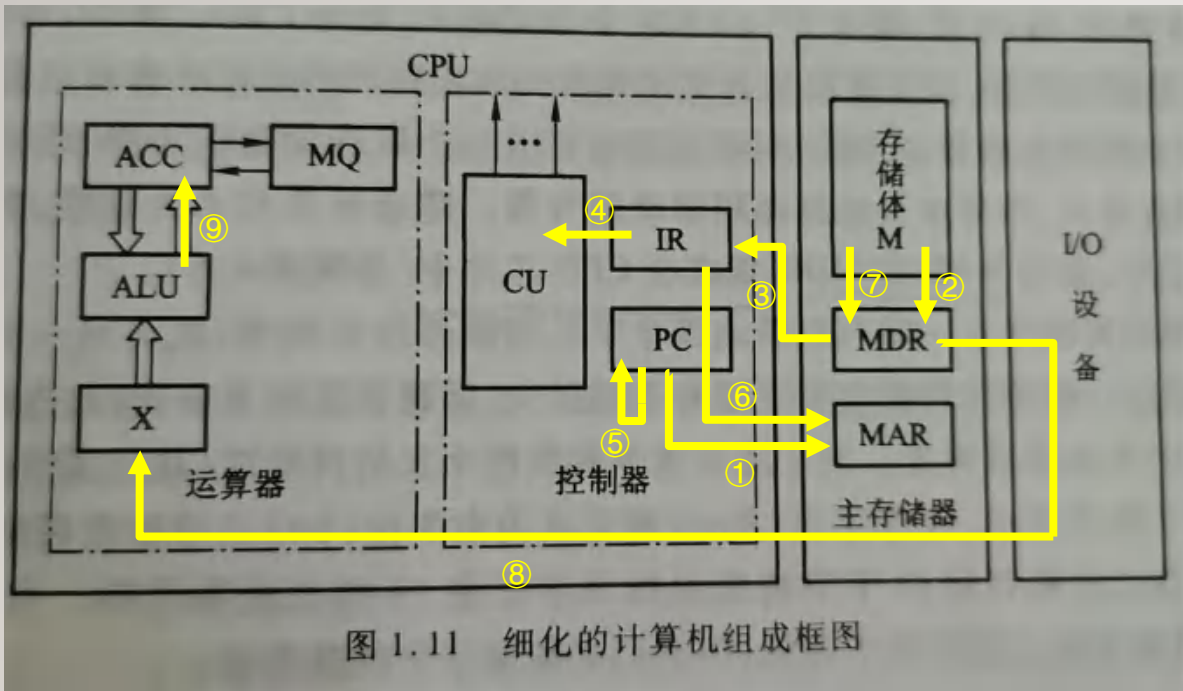 CPU
ACC
MQ
ALU
X
⑨
运算器
...
CU
④
IR
PC
⑤
③
⑥
①
控制器
存储体M
⑦
②
MDR
MAR
主存储器
I/O
设
备
⑧
图 1.11 细化的计算机组成框图